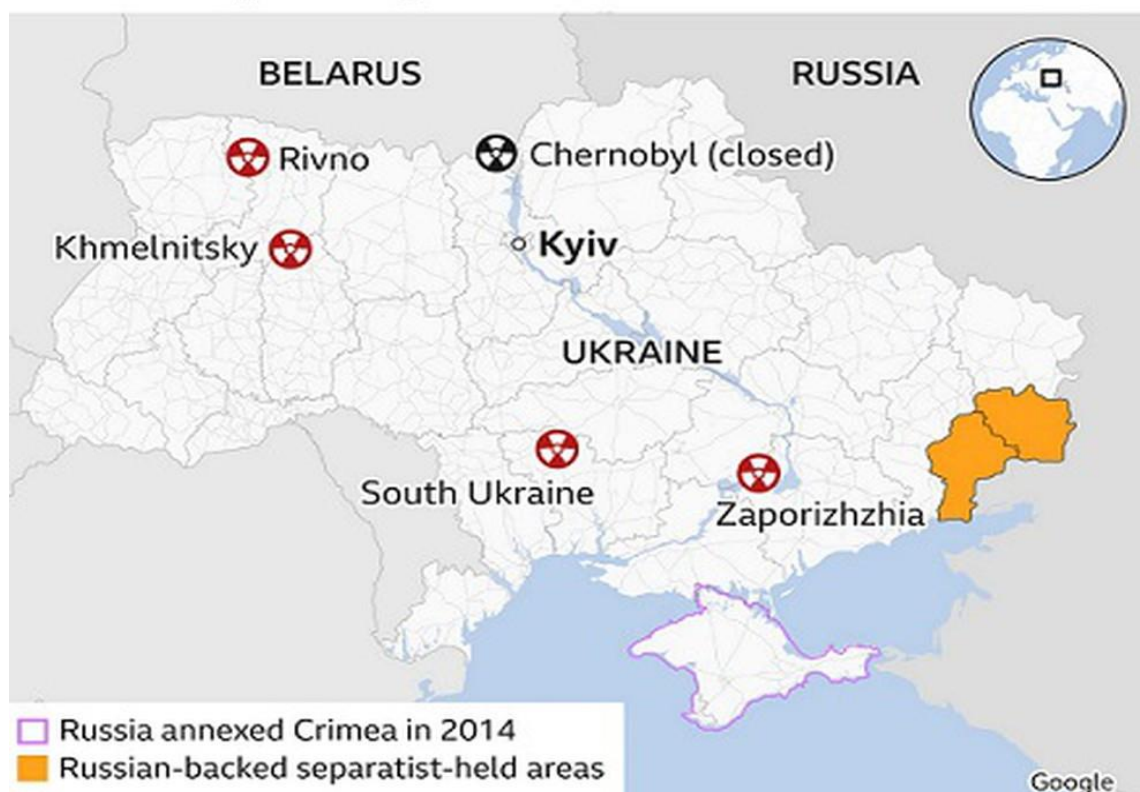 BELARUS
RUSSIA
Rivno
Chernobyl (closed)
Khmelnitsky
Kyiv
UKRAINE
South Ukraine
Zaporizhzhia
Russia annexed Crimea in 2014
Russian-backed separatist-held areas
Google